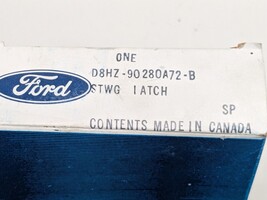 ONE
Ford
D8HZ-90280A72-B
STWG LATCH
SP
CONTENTS MADE IN CANADA